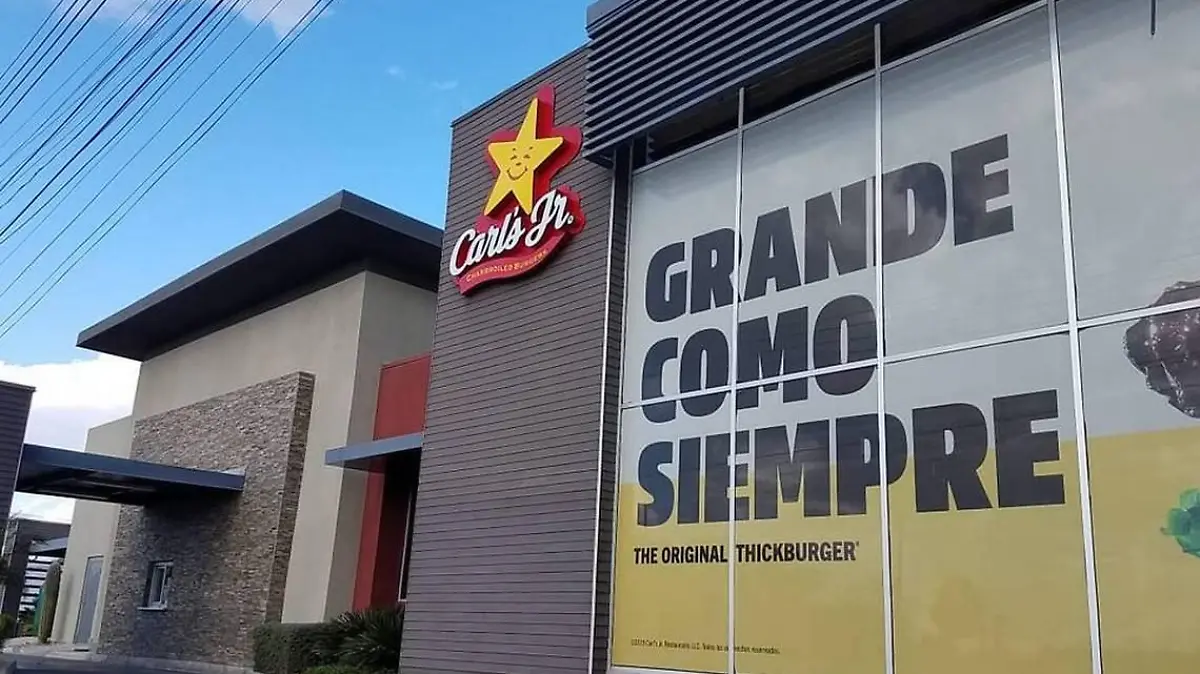 Carl's Jr.
CHARBROILED BURGERS
GRANDE
COMO
SIEMPRE
THE ORIGINAL THICKBURGER®